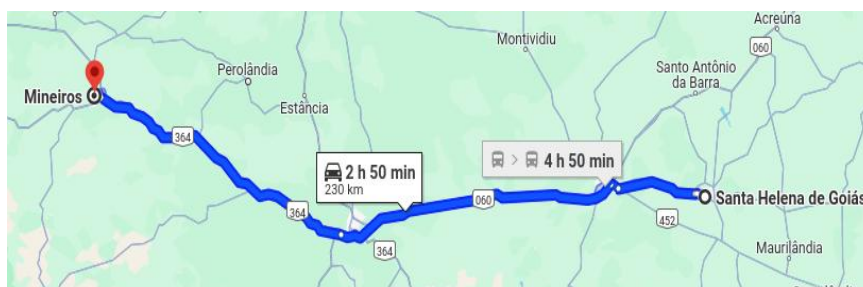 Acreúna
060
Montividiu
Santo Antônio
da Barra
Perolândia
Mineiros
Estância
364
2 h 50 min
230 km
4 h 50 min
060
Santa Helena de Goiás
364
452
364
Maurilândia